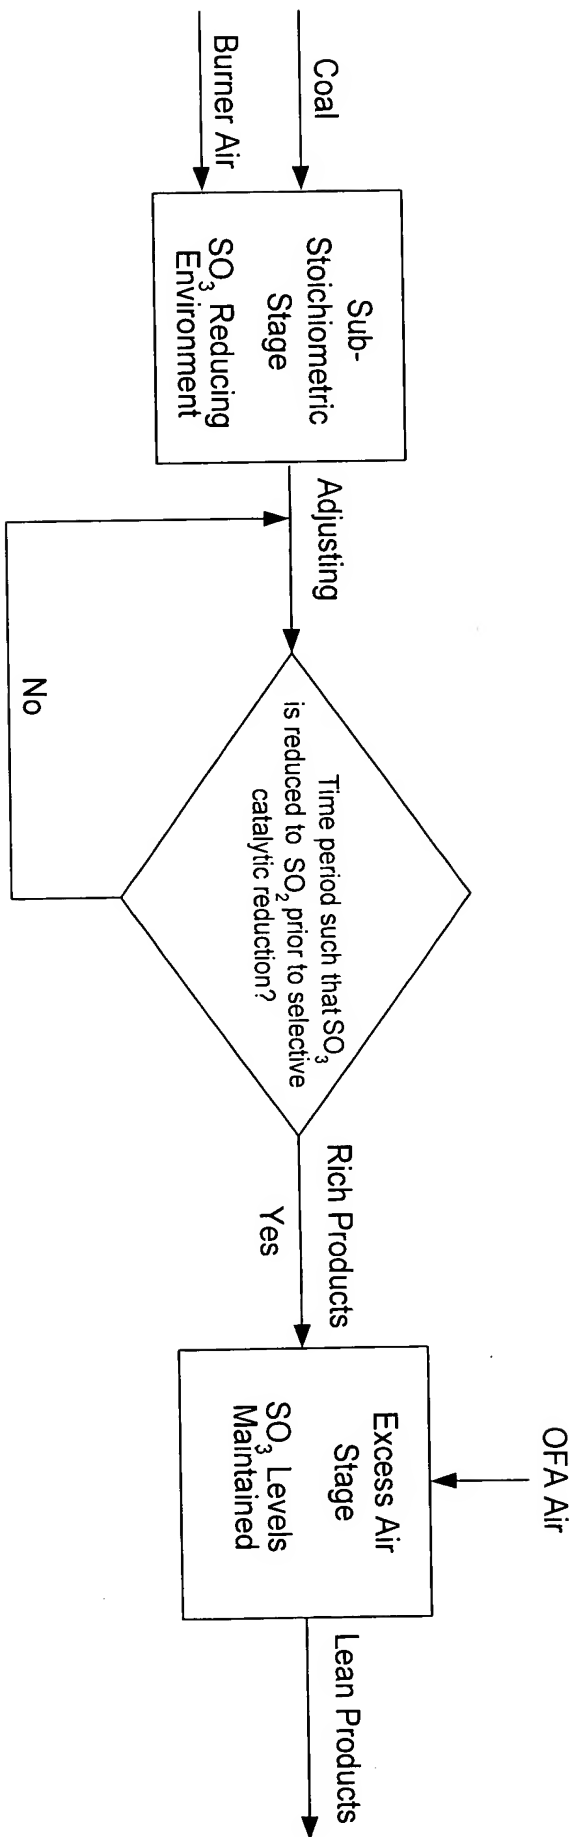 Coal
Burner Air
Sub-
Stoichiometric
Stage
SO3 Reducing
Environment
Adjusting
No
Time period such that SO3
is reduced to SO2 prior to selective
catalytic reduction?
Rich Products
Yes
OFA Air
Excess Air
Stage
SO3 Levels
Maintained
Lean Products